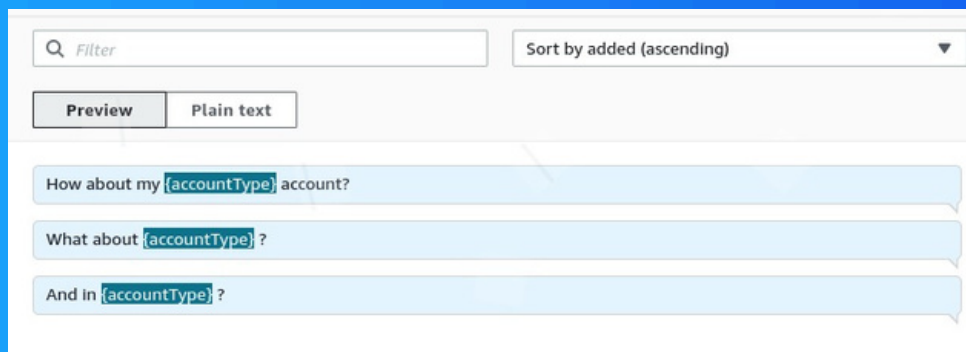 Filter
Sort by added (ascending)
Preview
Plain text
How about my {accountType} account?
What about {accountType} ?
And in {accountType} ?